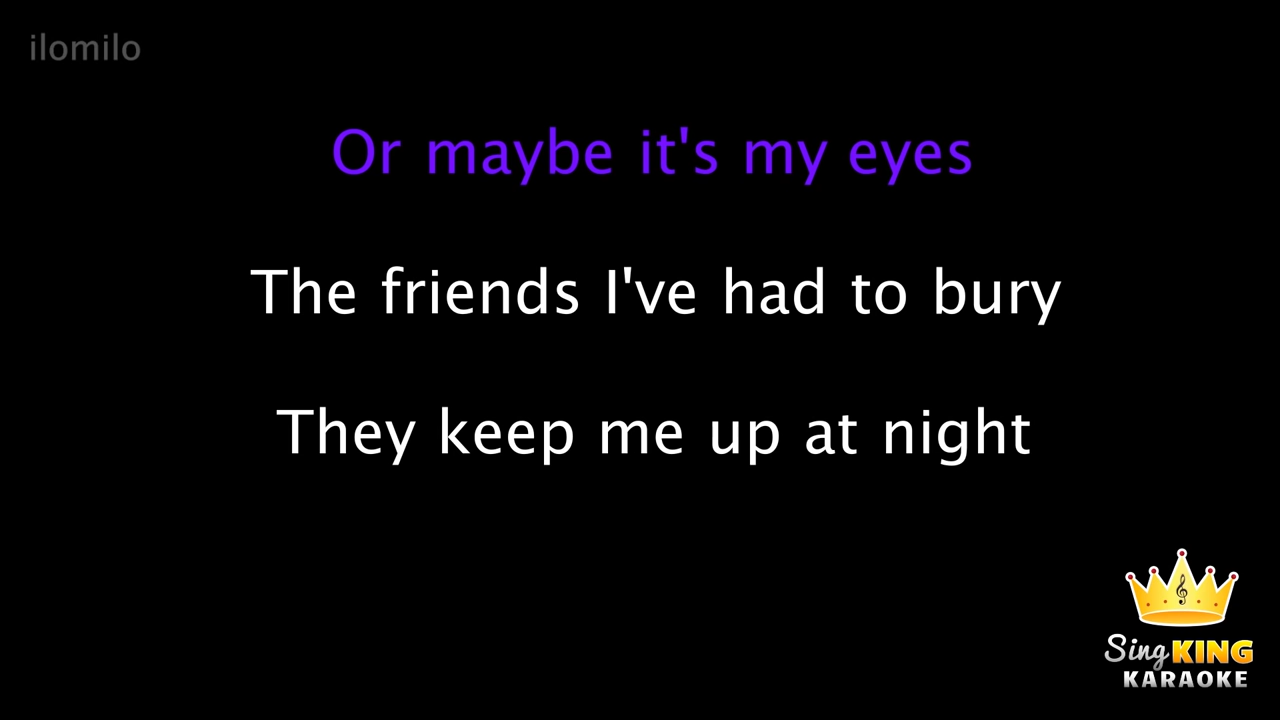 ilomilo
Or maybe it's my eyes
The friends I've had to bury
They keep me up at night
Sing KING
KARAOKE